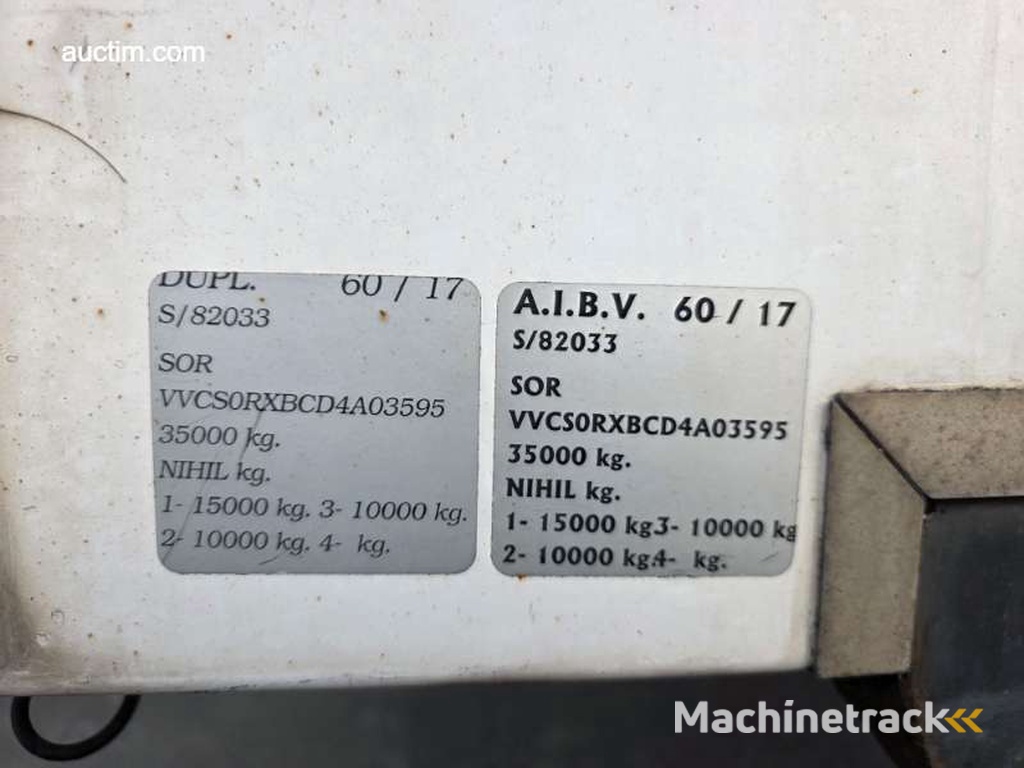 auctim.com
DUPL. 60 / 17
S/82033
SOR
VVCS0RXBCD4A03595
35000 kg.
NIHIL kg.
1- 15000 kg. 3- 10000 kg.
2- 10000 kg. 4- kg.
A.I.B.V. 60 / 17
S/82033
SOR
VVCS0RXBCD4A03595
35000 kg.
NIHIL kg.
1- 15000 kg3- 10000 kg
2- 10000 kg.4- kg.
Machinetrack